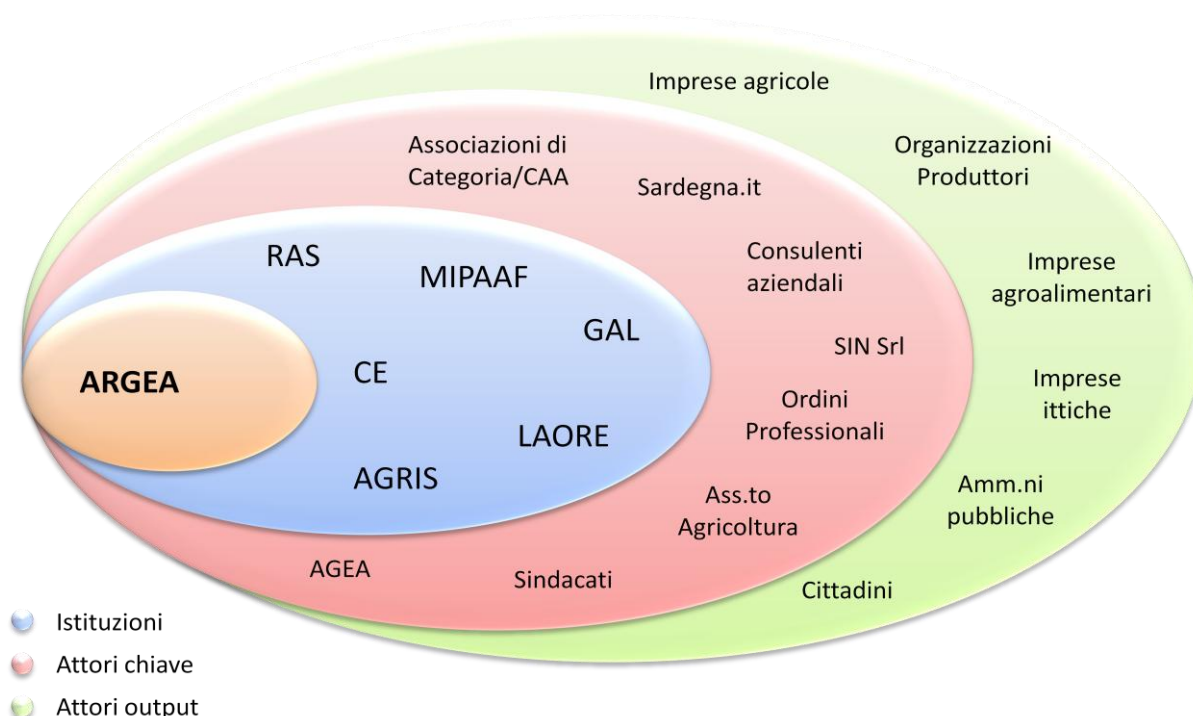 Imprese agricole
Associazioni di
Categoria/CAA
Organizzazioni
Produttori
Sardegna.it
RAS
MIPAAF
Consulenti
aziendali
Imprese
agroalimentari
GAL
SIN Srl
ARGEA
CE
Imprese
ittiche
Ordini
Professionali
LAORE
AGRIS
Ass.to
Agricoltura
Amm.ni
pubbliche
AGEA
Sindacati
Cittadini
Istituzioni
Attori chiave
Attori output